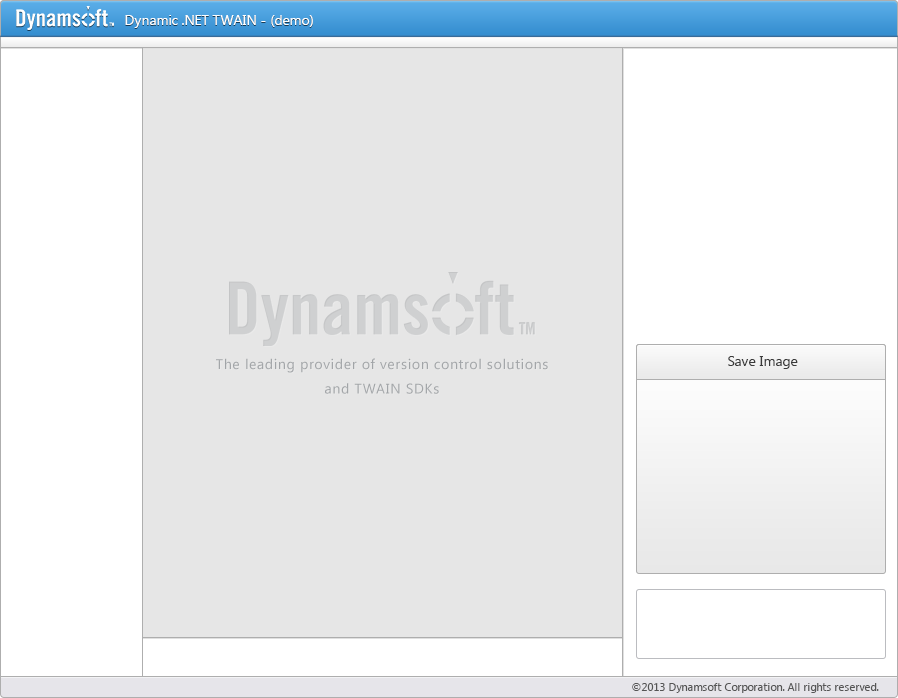 Dynamsoft™ Dynamic .NET TWAIN - (demo)
Dynamsoft™
The leading provider of version control solutions
and TWAIN SDKs
Save Image
©2013 Dynamsoft Corporation. All rights reserved.